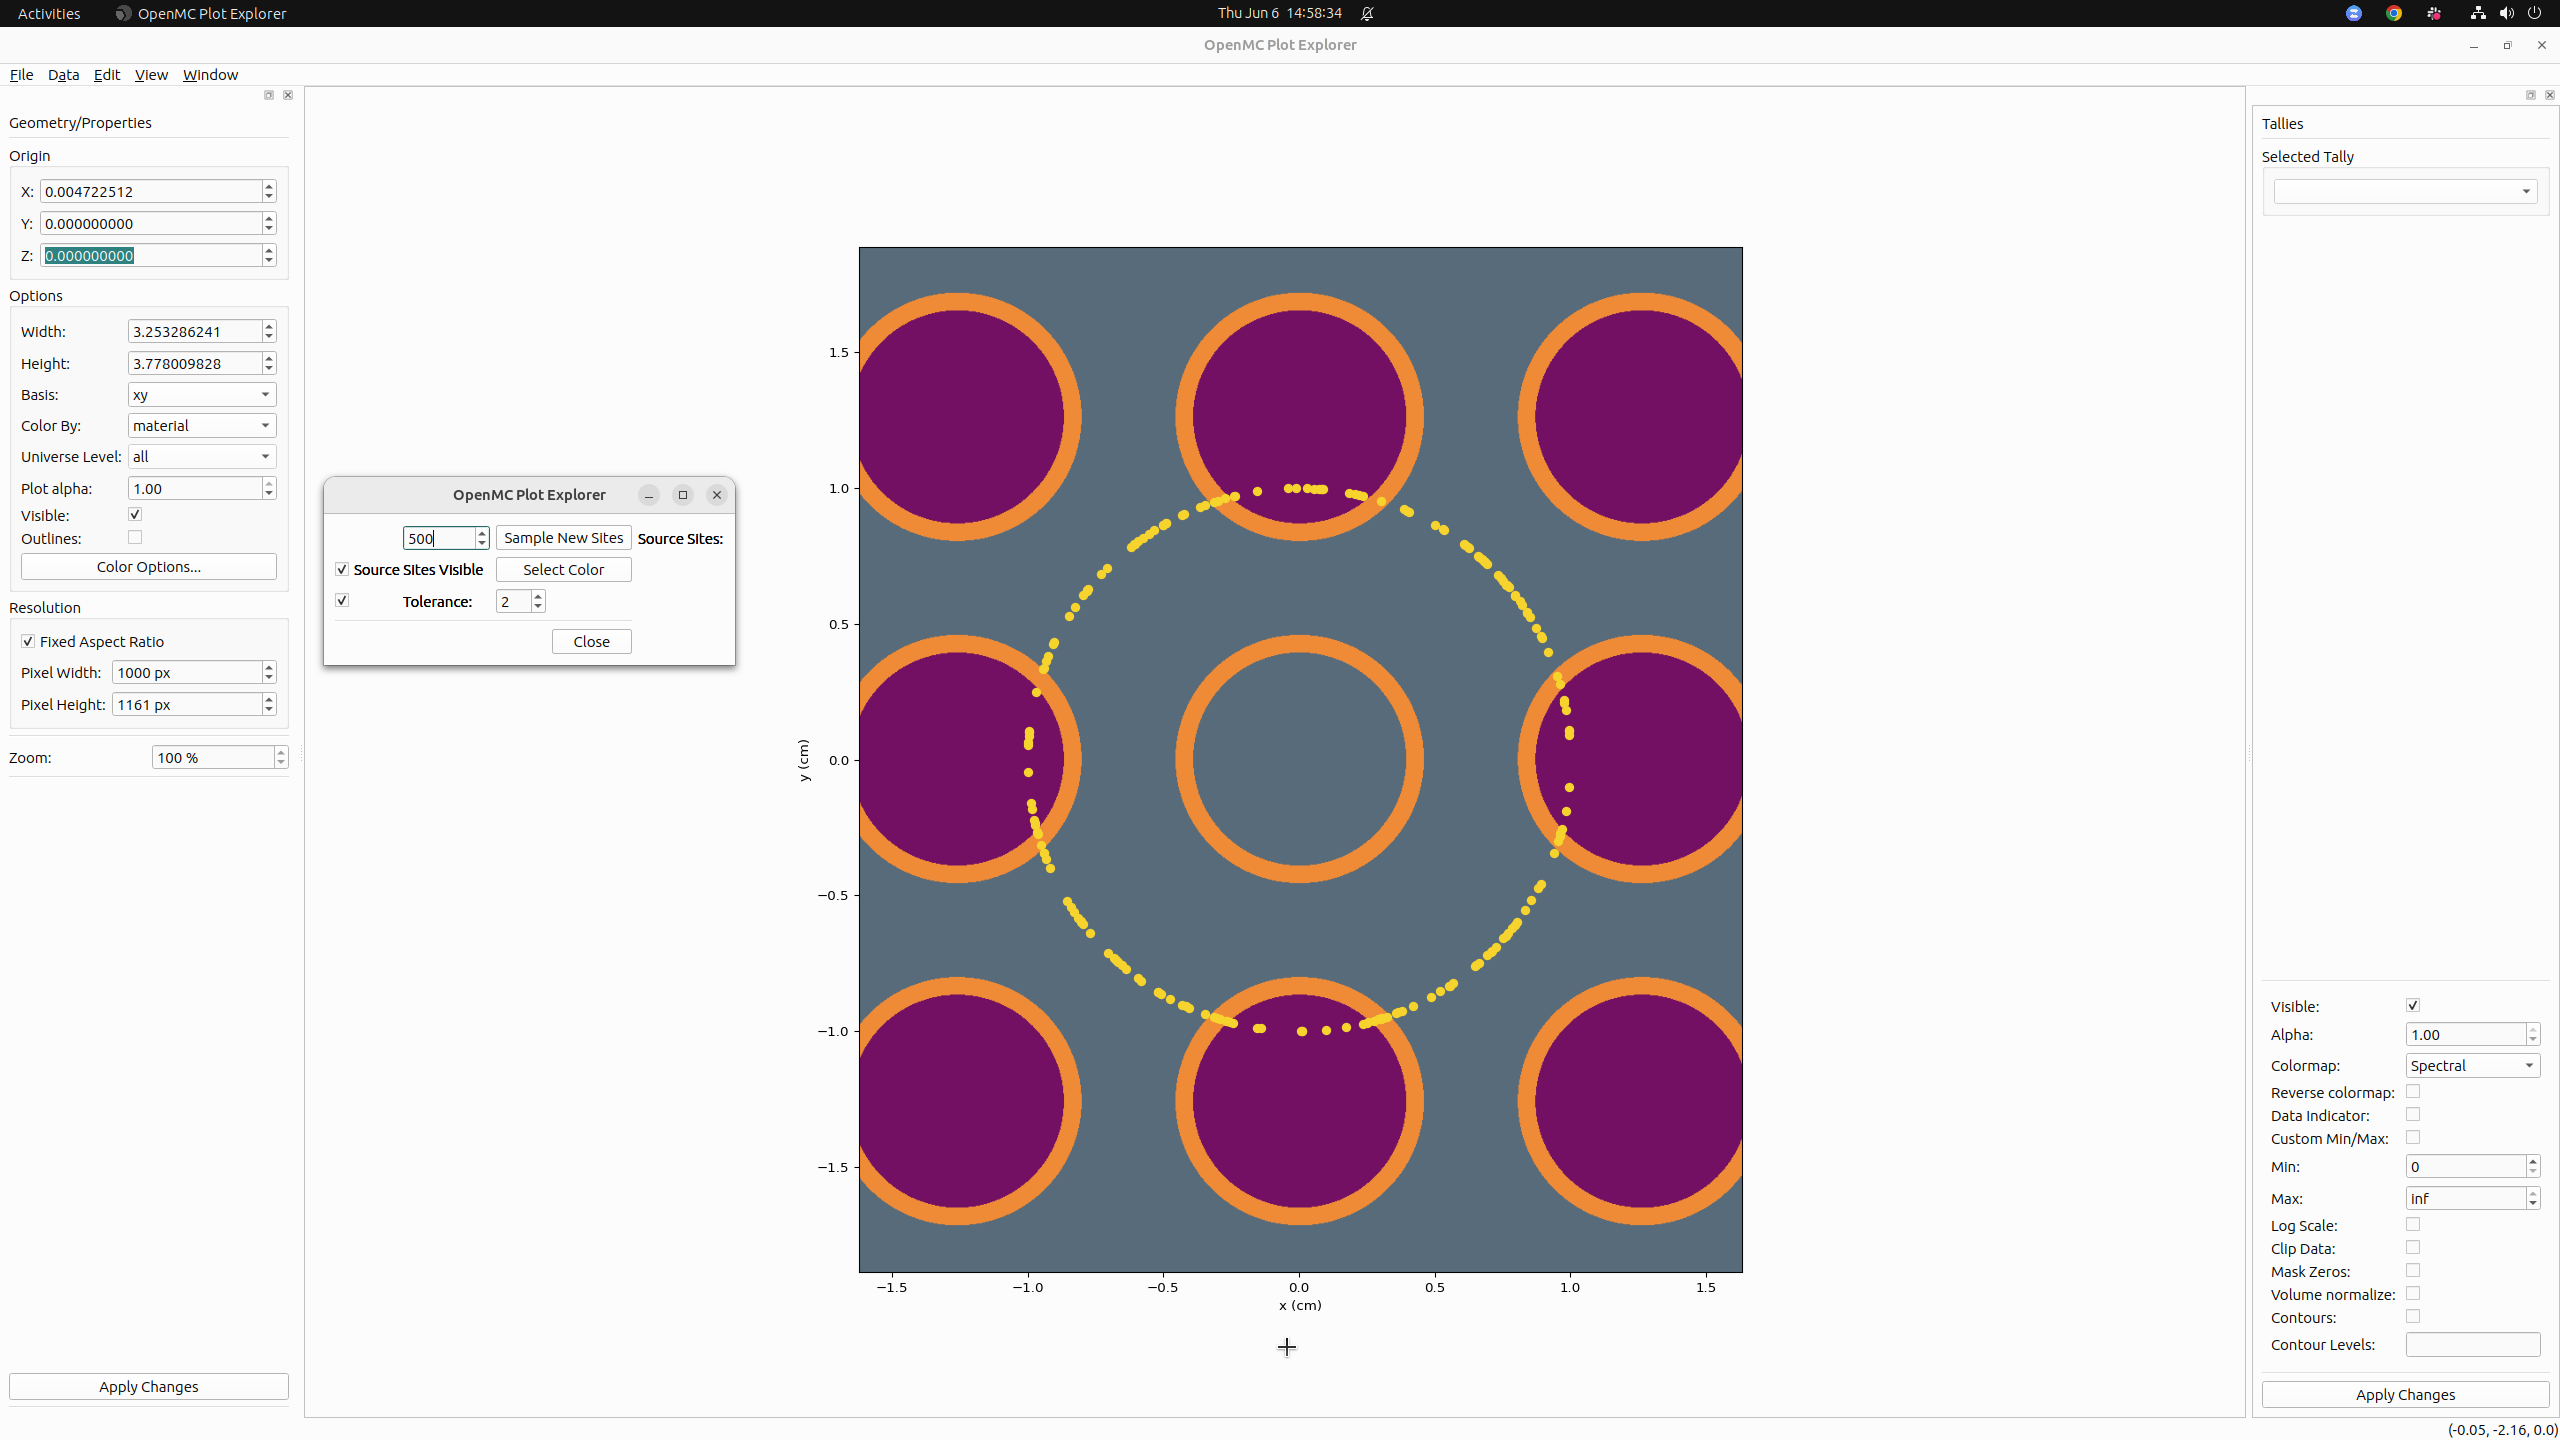 Activities OpenMC Plot Explorer Thu Jun 6 14:58:34
OpenMC Plot Explorer
File Data Edit View Window
Geometry/Properties
Origin
X: 0.004722512
Y: 0.000000000
Z: 0.000000000
Options
Width: 3.253286241
Height: 3.778009828
Basis: xy
Color By: material
Universe Level: all
Plot alpha: 1.00
Visible:
Outlines:
Color Options...
Resolution
Fixed Aspect Ratio
Pixel Width: 1000 px
Pixel Height: 1161 px
Zoom: 100 %
Apply Changes
OpenMC Plot Explorer
500 Sample New Sites Source Sites:
Source Sites Visible Select Color
Tolerance: 2
Close
y (cm)
1.5
1.0
0.5
0.0
−0.5
−1.0
−1.5
−1.5 −1.0 −0.5 0.0 0.5 1.0 1.5
x (cm)
Tallies
Selected Tally
Visible:
Alpha: 1.00
Colormap: Spectral
Reverse colormap:
Data Indicator:
Custom Min/Max:
Min: 0
Max: inf
Log Scale:
Clip Data:
Mask Zeros:
Volume normalize:
Contours:
Contour Levels:
Apply Changes
(-0.05, -2.16, 0.0)